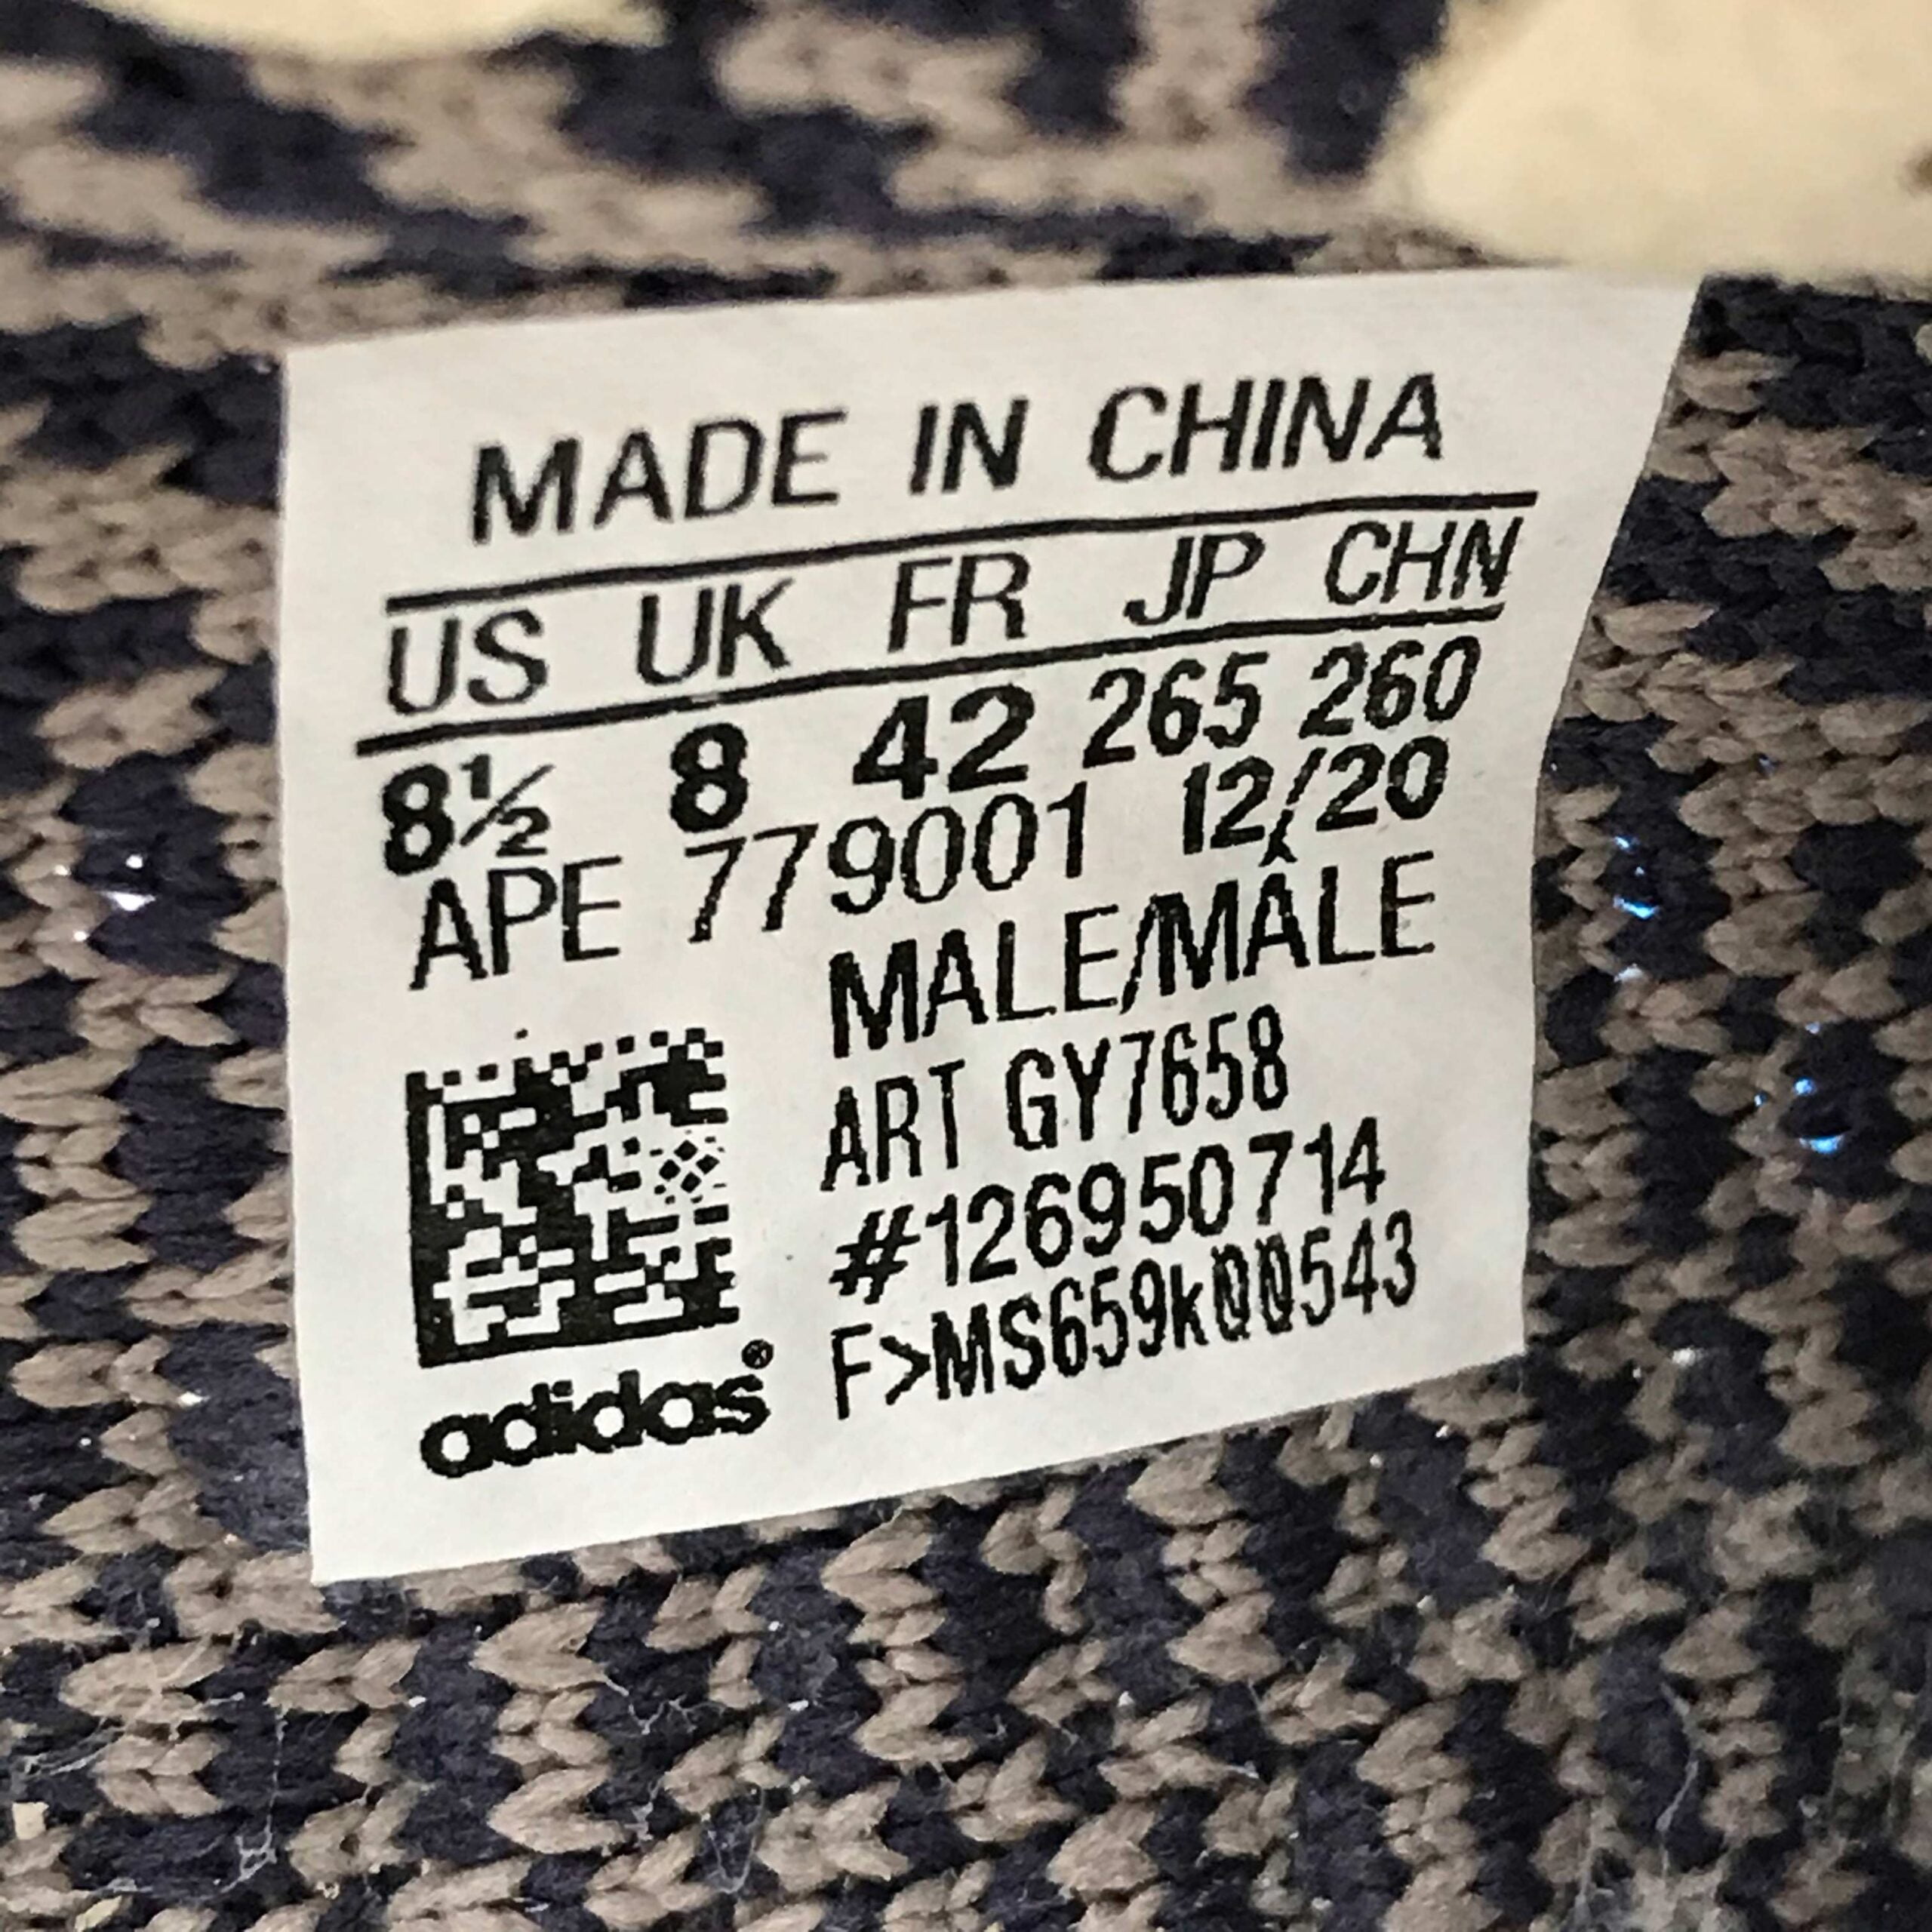 MADE IN CHINA
US UK FR JP CHN
8½ 8 42 265 260
APE 779001 12/20
MALE/MÂLE
ART GY7658
#126950714
F>MS659k00543
adidas®